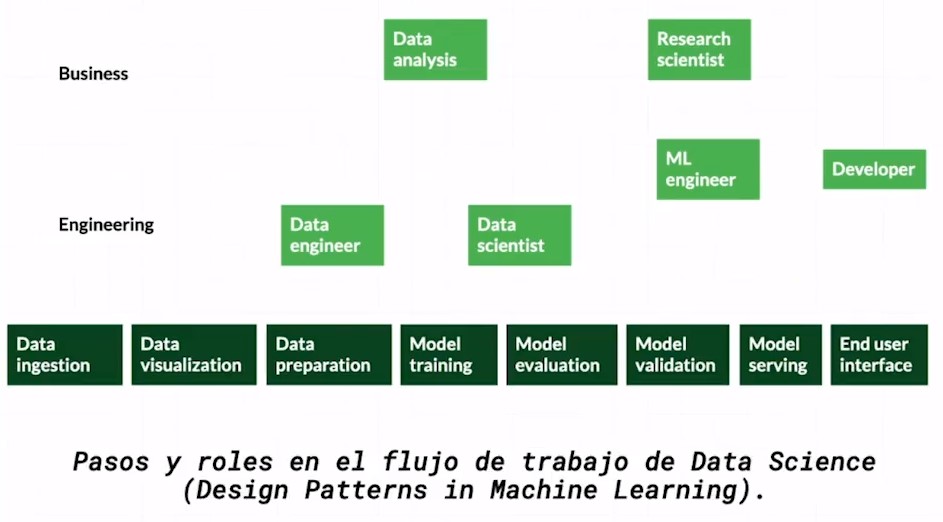 Data
analysis
Research
scientist
Business
ML
engineer
Developer
Engineering
Data
engineer
Data
scientist
Data
ingestion
Data
visualization
Data
preparation
Model
training
Model
evaluation
Model
validation
Model
serving
End user
interface
Pasos y roles en el flujo de trabajo de Data Science
(Design Patterns in Machine Learning).